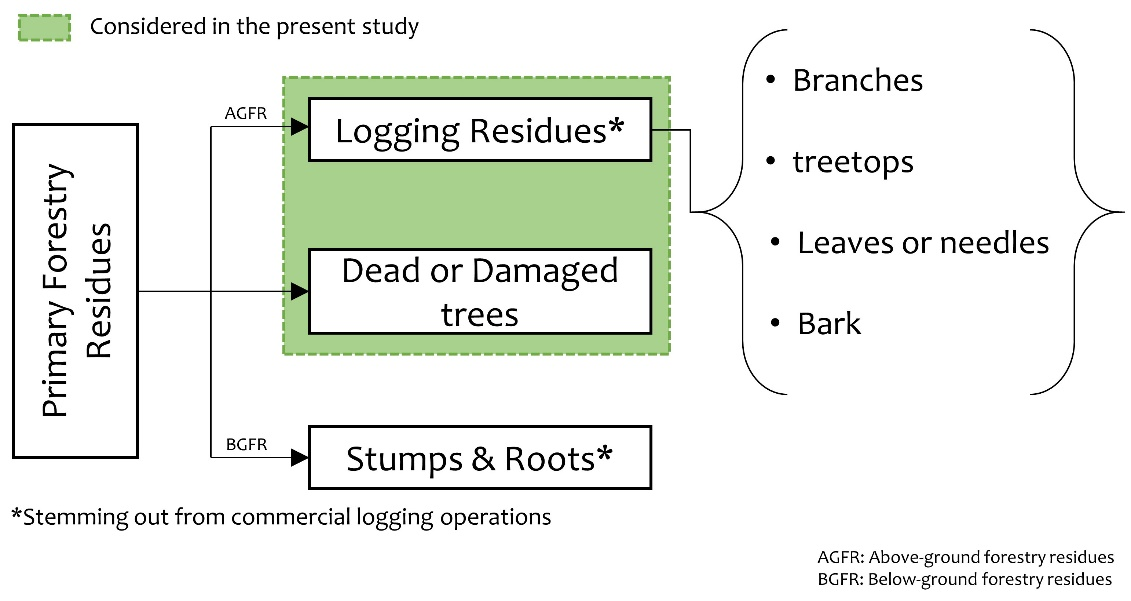 Considered in the present study
Primary Forestry
Residues
AGFR
Logging Residues*
Dead or Damaged
trees
BGFR
Stumps & Roots*
• Branches
• treetops
• Leaves or needles
• Bark
*Stemming out from commercial logging operations
AGFR: Above-ground forestry residues
BGFR: Below-ground forestry residues